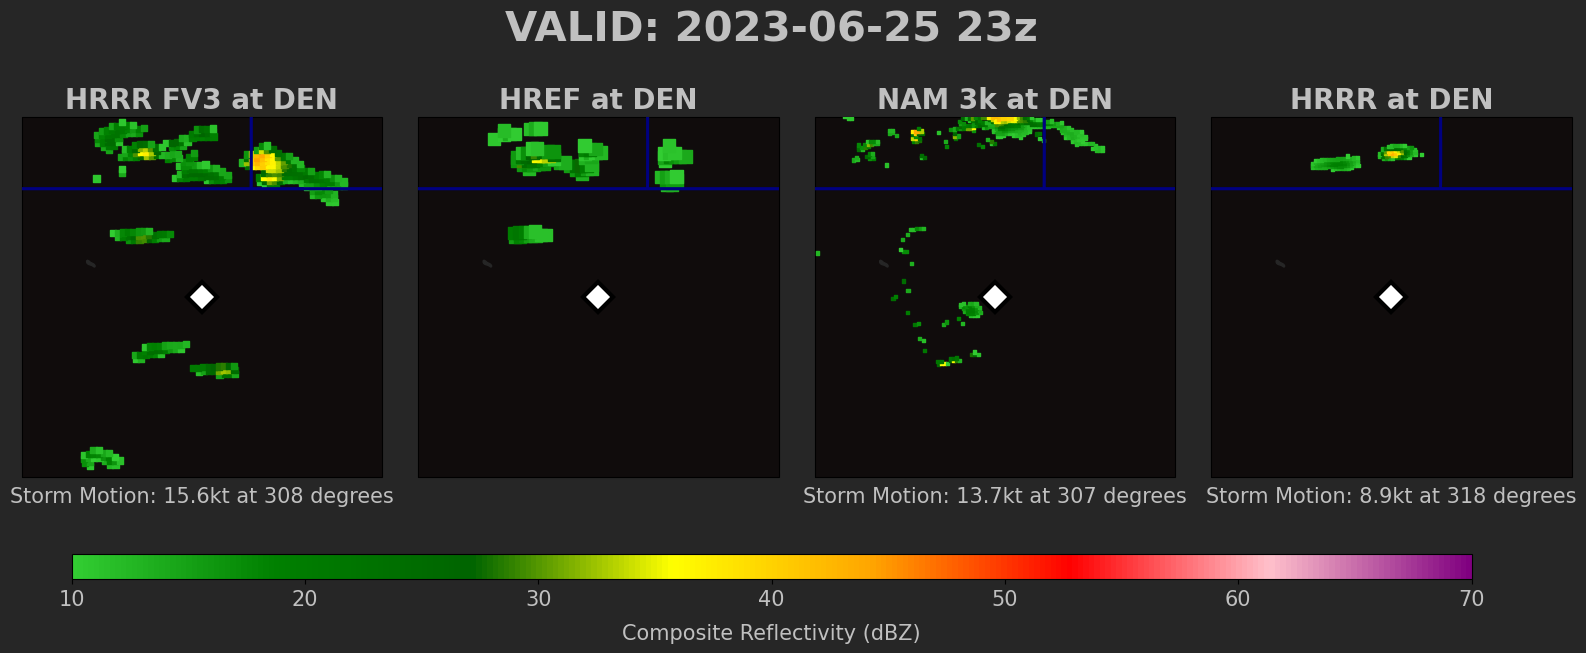 VALID: 2023-06-25 23z
HRRR FV3 at DEN
HREF at DEN
NAM 3k at DEN
HRRR at DEN
Storm Motion: 15.6kt at 308 degrees
Storm Motion: 13.7kt at 307 degrees
Storm Motion: 8.9kt at 318 degrees
10 20 30 40 50 60 70
Composite Reflectivity (dBZ)